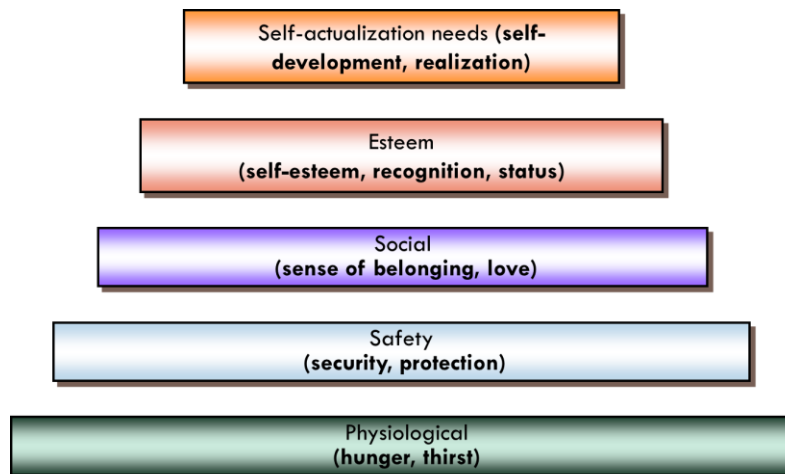 Self-actualization needs (self-
development, realization)
Esteem
(self-esteem, recognition, status)
Social
(sense of belonging, love)
Safety
(security, protection)
Physiological
(hunger, thirst)